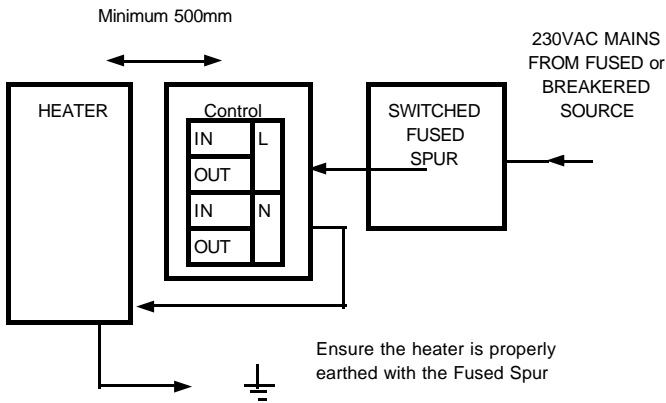 Minimum 500mm
230VAC MAINS
FROM FUSED or
BREAKERED
SOURCE
HEATER
Control
IN L
OUT
IN N
OUT
SWITCHED
FUSED
SPUR
Ensure the heater is properly
earthed with the Fused Spur